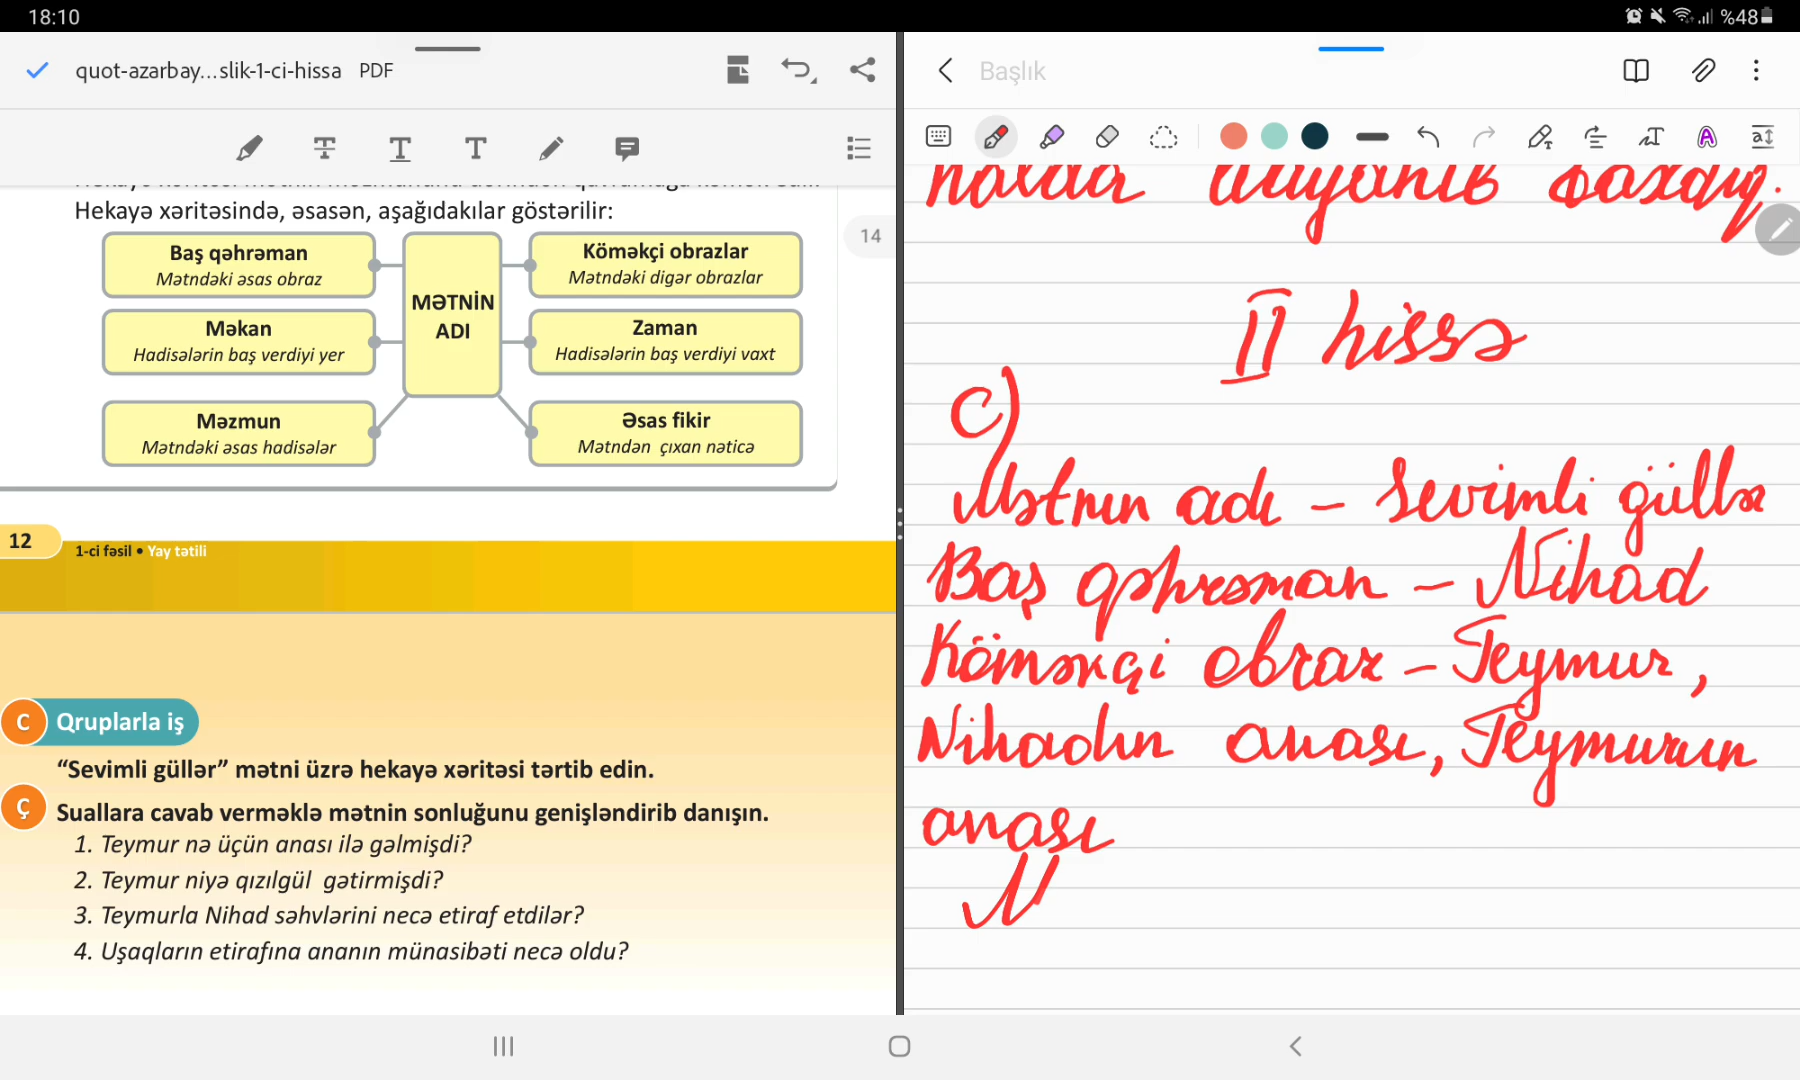 18:10
%48
quot-azarbay...slik-1-ci-hissa PDF
Hekayə xəritəsində, əsasən, aşağıdakılar göstərilir:
14
Baş qəhrəman
Mətndəki əsas obraz
Məkan
Hadisələrin baş verdiyi yer
Məzmun
Mətndəki əsas hadisələr
MƏTNİN
ADI
Köməkçi obrazlar
Mətndəki digər obrazlar
Zaman
Hadisələrin baş verdiyi vaxt
Əsas fikir
Mətndən çıxan nəticə
12
1-ci fəsil • Yay tətili
C Qruplarla iş
“Sevimli güllər” mətni üzrə hekayə xəritəsi tərtib edin.
Ç Suallara cavab verməklə mətnin sonluğunu genişləndirib danışın.
1. Teymur nə üçün anası ilə gəlmişdi?
2. Teymur niyə qızılgül gətirmişdi?
3. Teymurla Nihad səhvlərini necə etiraf etdilər?
4. Uşaqların etirafına ananın münasibəti necə oldu?
Başlık
II hissə
C)
Mətnın adı - Sevimli güllə
Baş qəhrəman - Nihad
Köməkçi obraz - Teymur,
Nihadın anası, Teymurun
anası
M